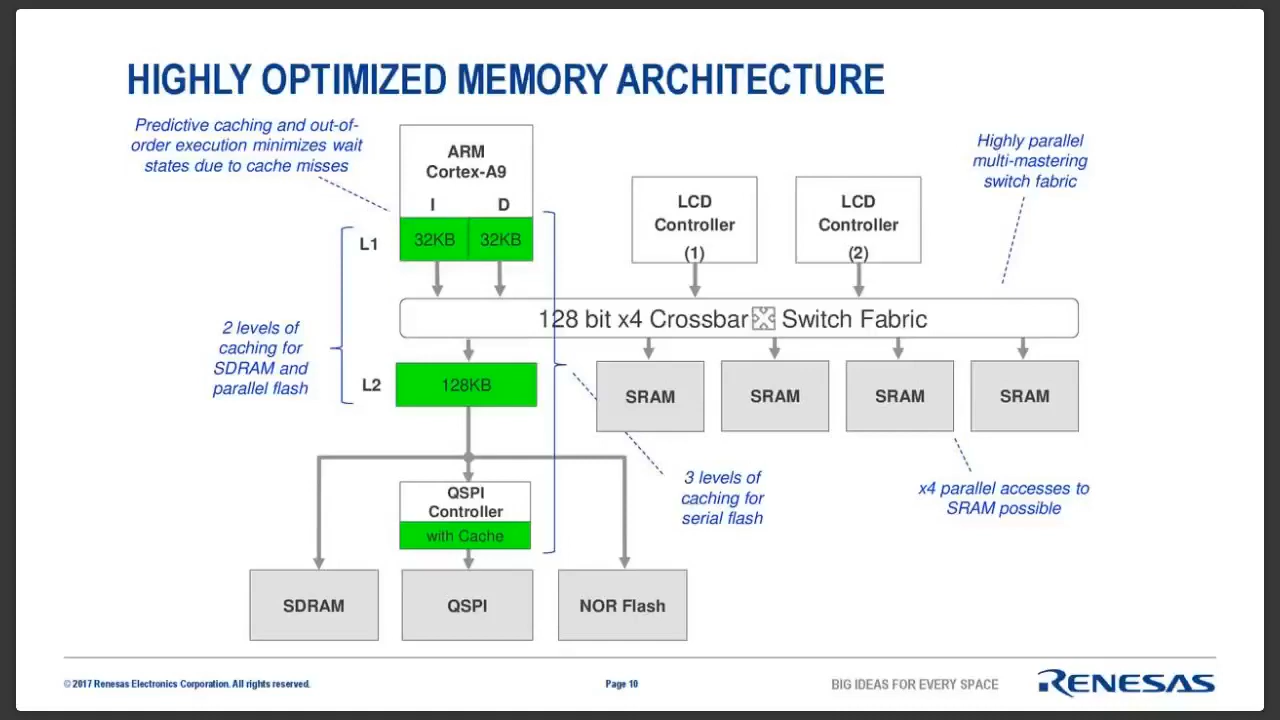 HIGHLY OPTIMIZED MEMORY ARCHITECTURE
Predictive caching and out-of-
order execution minimizes wait
states due to cache misses
ARM
Cortex-A9
I D
L1
32KB 32KB
LCD
Controller
(1)
LCD
Controller
(2)
Highly parallel
multi-mastering
switch fabric
128 bit x4 Crossbar Switch Fabric
2 levels of
caching for
SDRAM and
parallel flash
L2
128KB
SRAM
SRAM
SRAM
SRAM
3 levels of
caching for
serial flash
x4 parallel accesses to
SRAM possible
QSPI
Controller
with Cache
SDRAM
QSPI
NOR Flash
© 2017 Renesas Electronics Corporation. All rights reserved.
Page 10
BIG IDEAS FOR EVERY SPACE
RENESAS